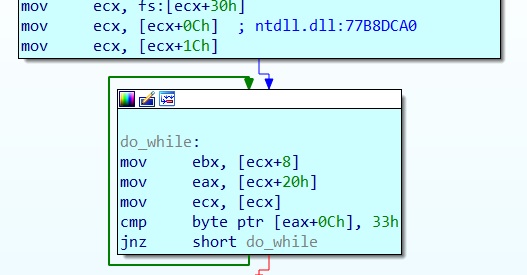 mov ecx, fs:[ecx+30h]
mov ecx, [ecx+0Ch] ; ntdll.dll:77B8DCA0
mov ecx, [ecx+1Ch]
do_while:
mov ebx, [ecx+8]
mov eax, [ecx+20h]
mov ecx, [ecx]
cmp byte ptr [eax+0Ch], 33h
jnz short do_while